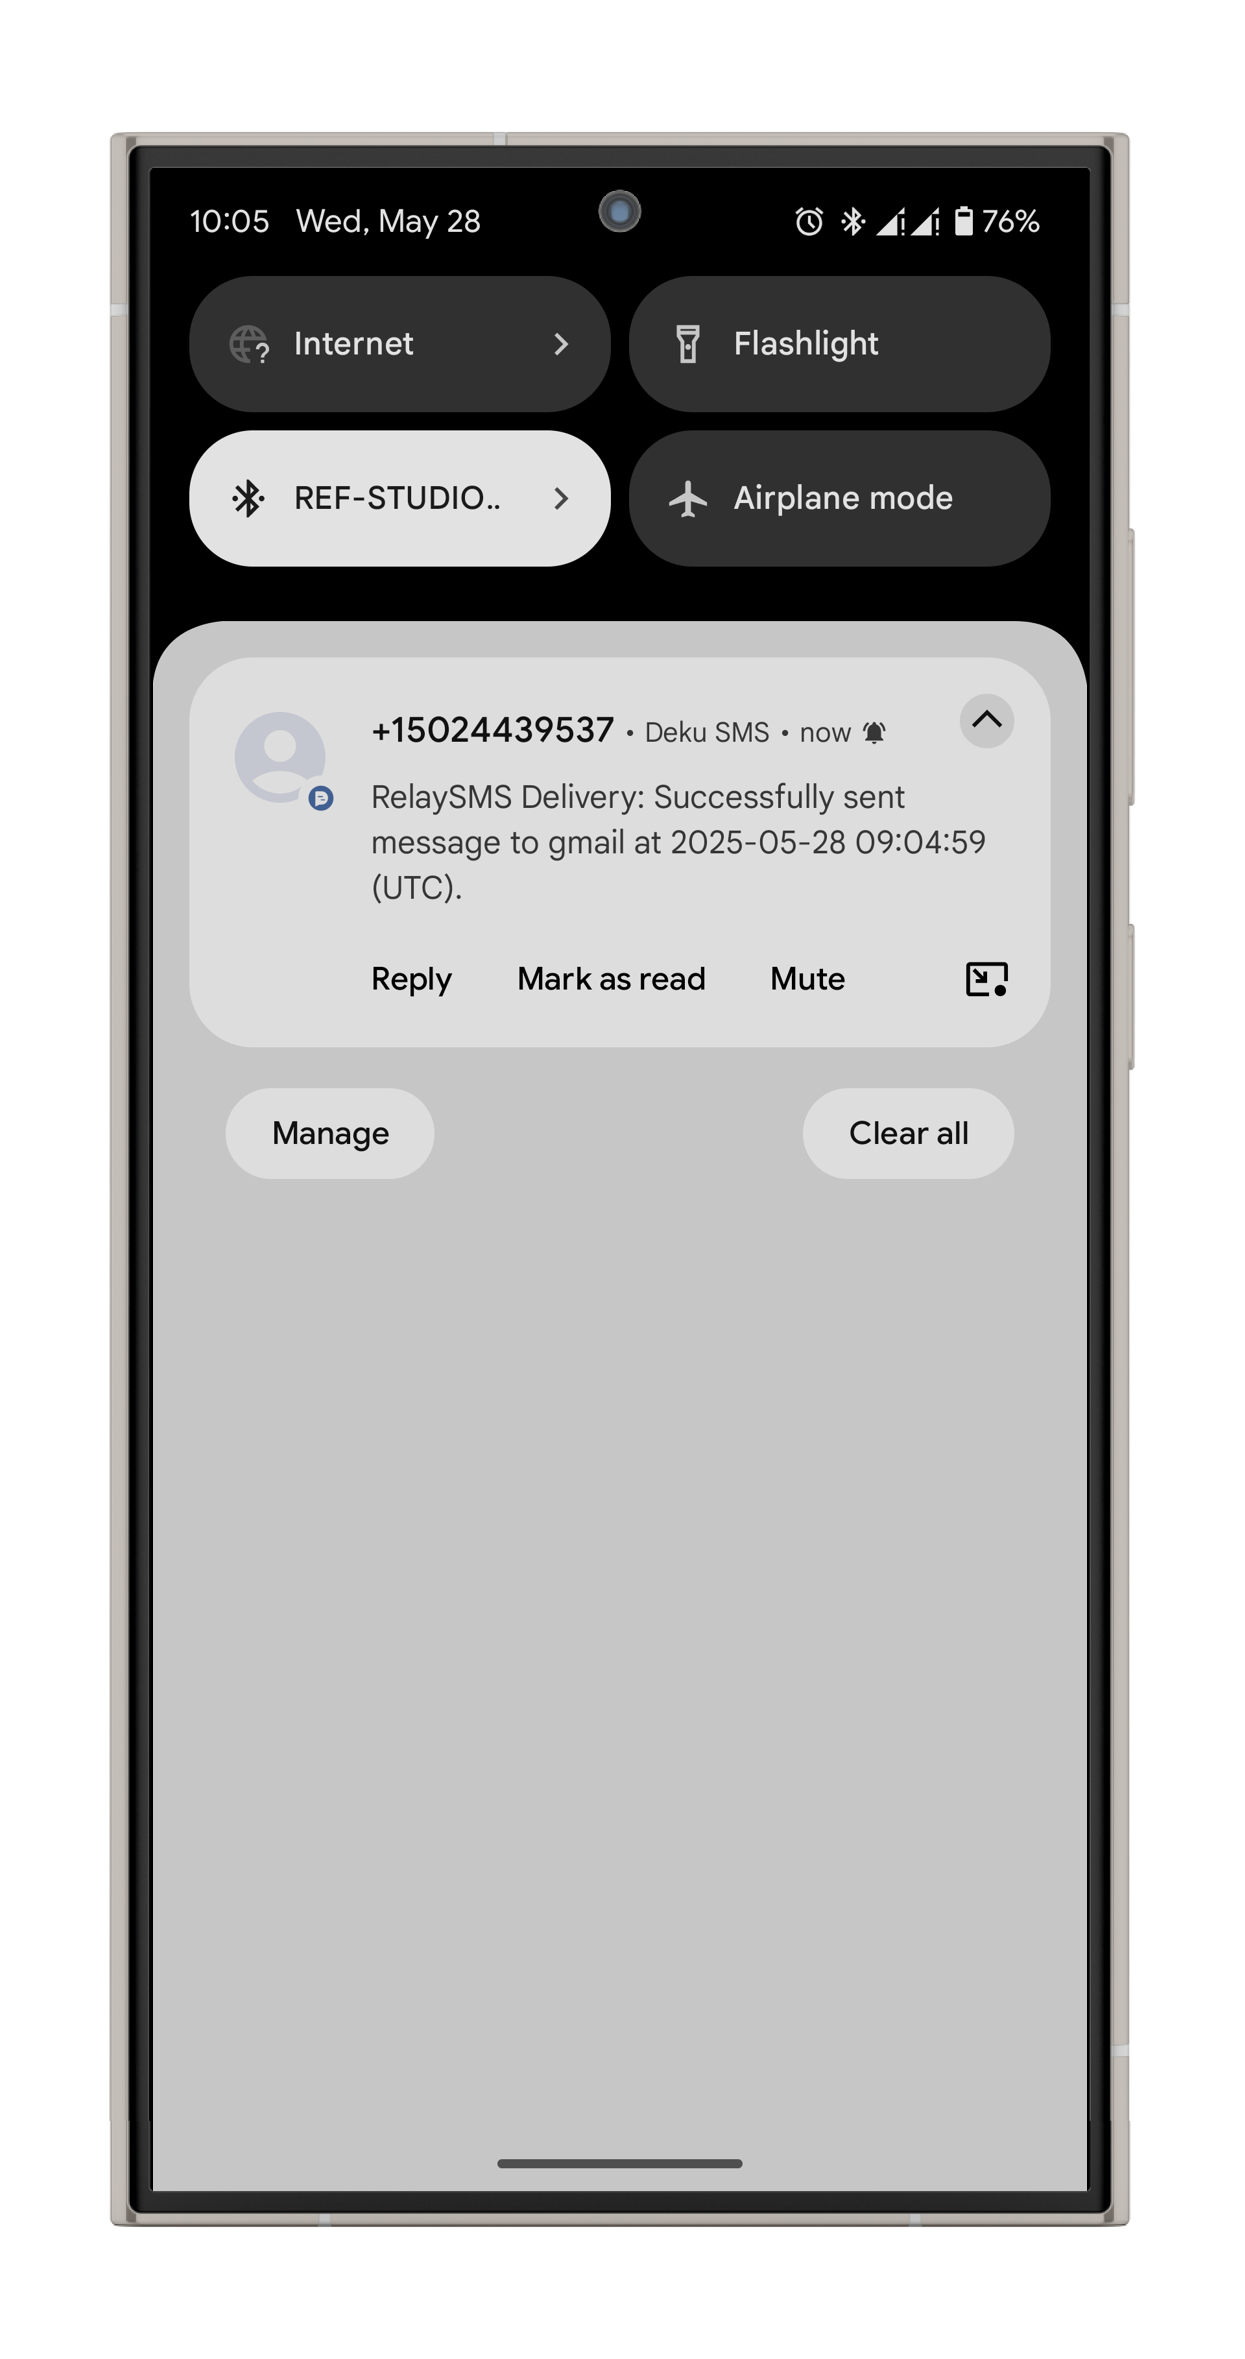 10:05 Wed, May 28 76%
Internet Flashlight
REF-STUDIO.. Airplane mode
+15024439537 • Deku SMS • now
RelaySMS Delivery: Successfully sent
message to gmail at 2025-05-28 09:04:59
(UTC).
Reply Mark as read Mute
Manage Clear all